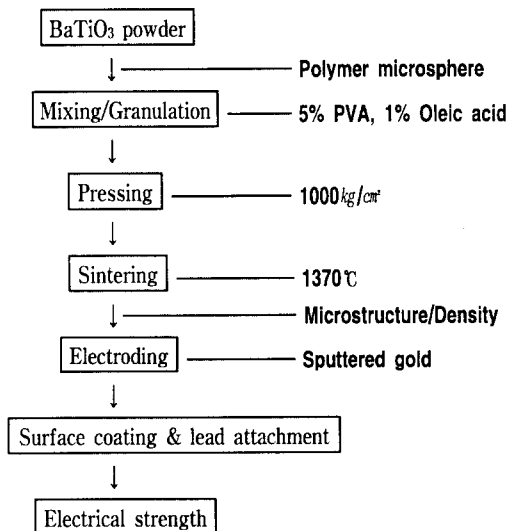 BaTiO₃ powder
Polymer microsphere
Mixing/Granulation
5% PVA, 1% Oleic acid
Pressing
1000㎏/㎠
Sintering
1370℃
Microstructure/Density
Electroding
Sputtered gold
Surface coating & lead attachment
Electrical strength